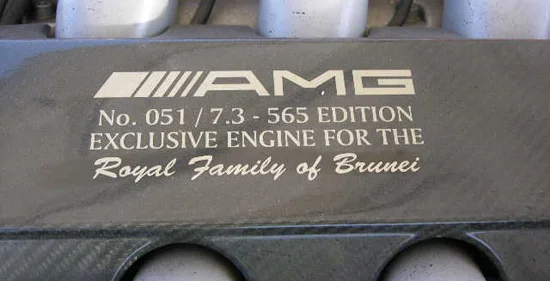 AMG
No. 051 / 7.3 - 565 EDITION
EXCLUSIVE ENGINE FOR THE
Royal Family of Brunei